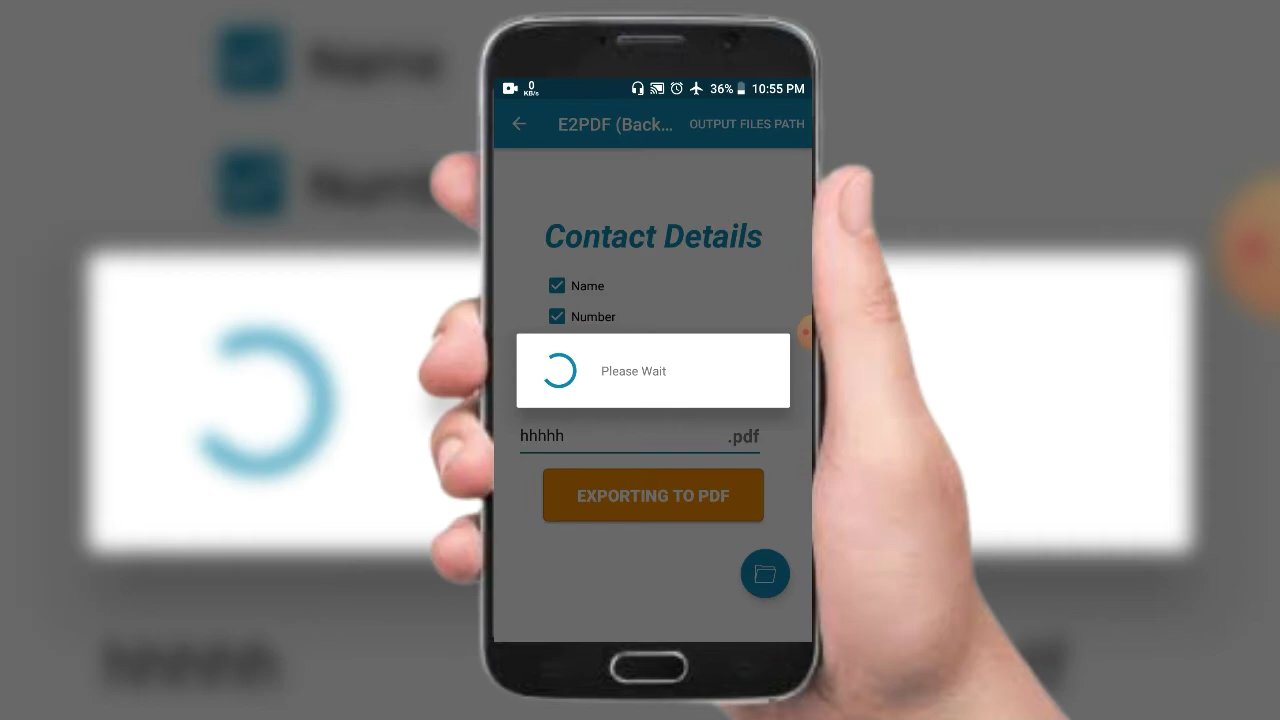 0
KB/s
36%
10:55 PM
E2PDF (Back...
OUTPUT FILES PATH
Contact Details
Name
Number
Please Wait
hhhhh
.pdf
EXPORTING TO PDF
Name